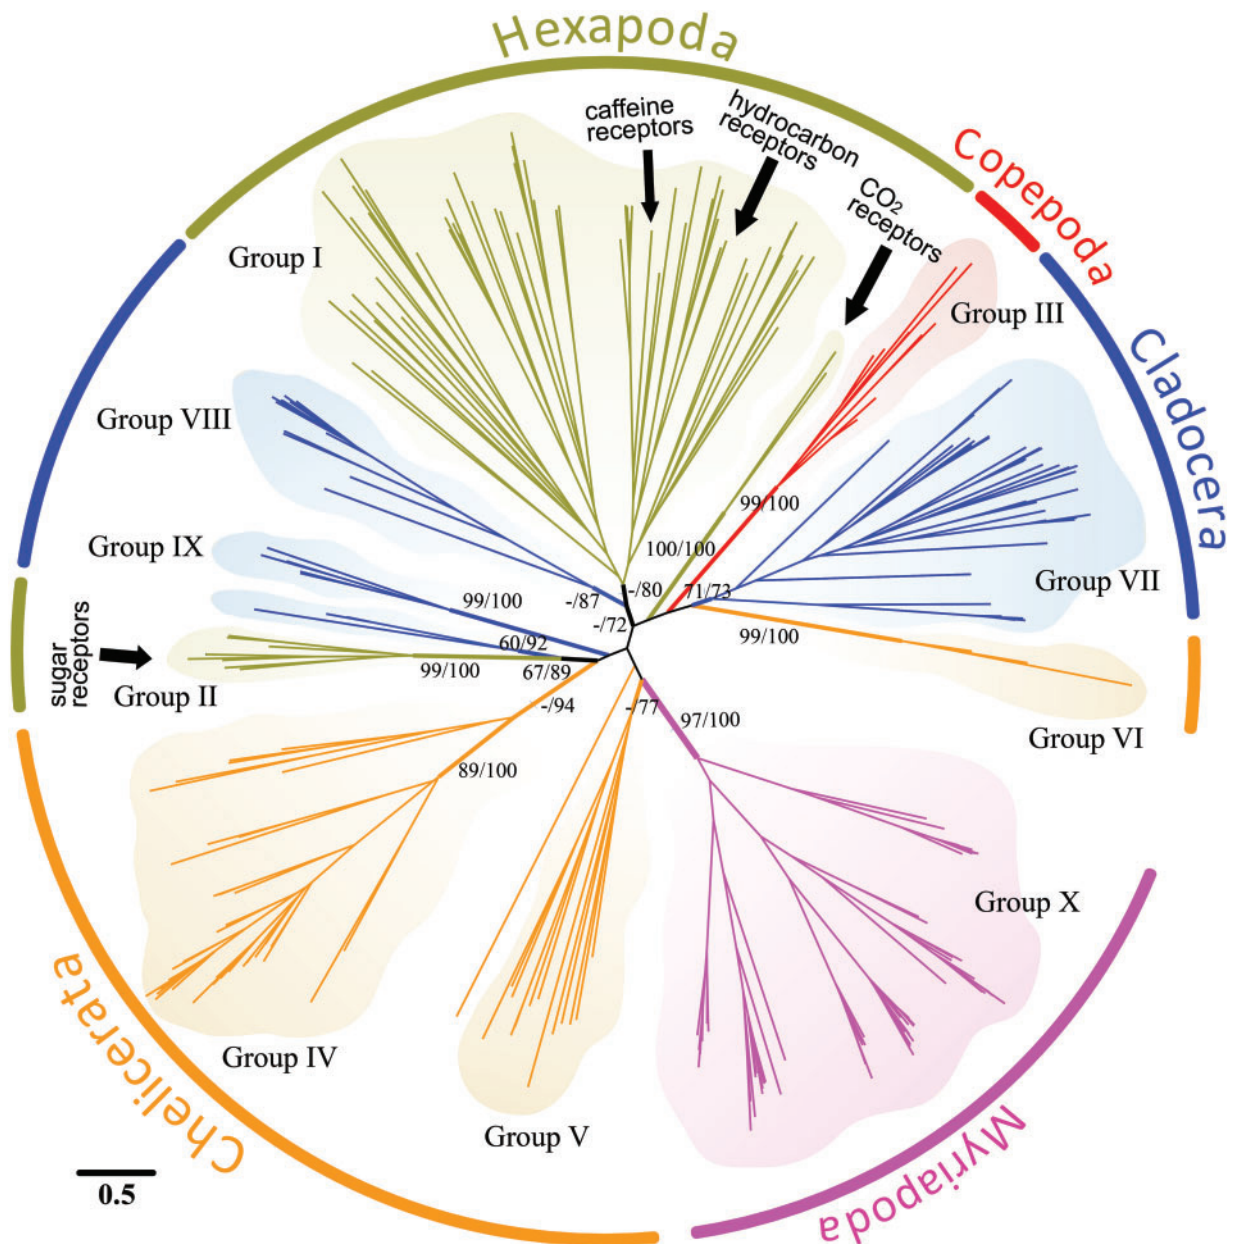 Hexapoda
caffeine
receptors
hydrocarbon
receptors
CO2
receptors
Copepoda
Group I
Group III
Cladocera
Group VIII
99/100
Group IX
100/100
Group VII
-/80
71/73
99/100
-/87
-/72
60/92
99/100
sugar
receptors
99/100
67/89
Group II
-/94
-/77
97/100
Group VI
89/100
Group X
Chelicerata
Group IV
Group V
Myriapoda
0.5